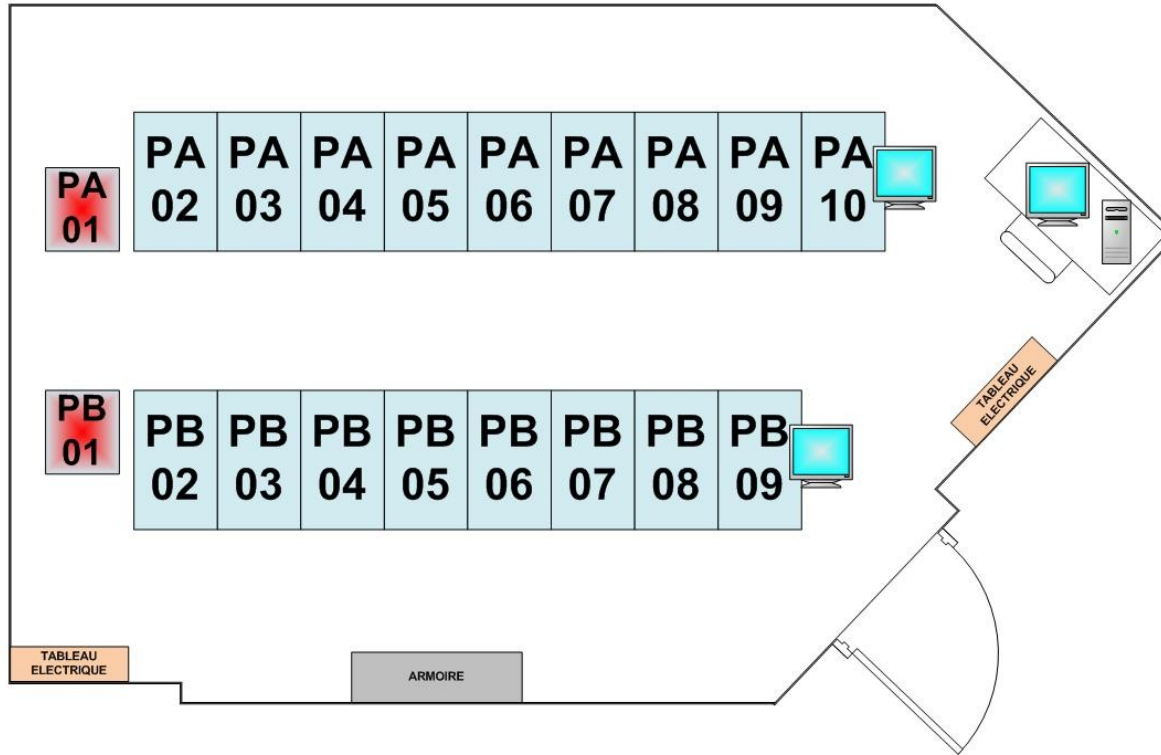 PA PA PA PA PA PA PA PA PA
02 03 04 05 06 07 08 09 10
PA
01
TABLEAU
ELECTRIQUE
PB
01
PB PB PB PB PB PB PB PB
02 03 04 05 06 07 08 09
TABLEAU
ELECTRIQUE
ARMOIRE